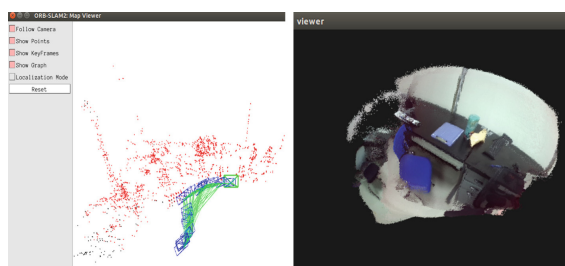 ORB-SLAM2: Map Viewer
Follow Camera
Show Points
Show KeyFrames
Show Graph
Localization Mode
Reset
viewer